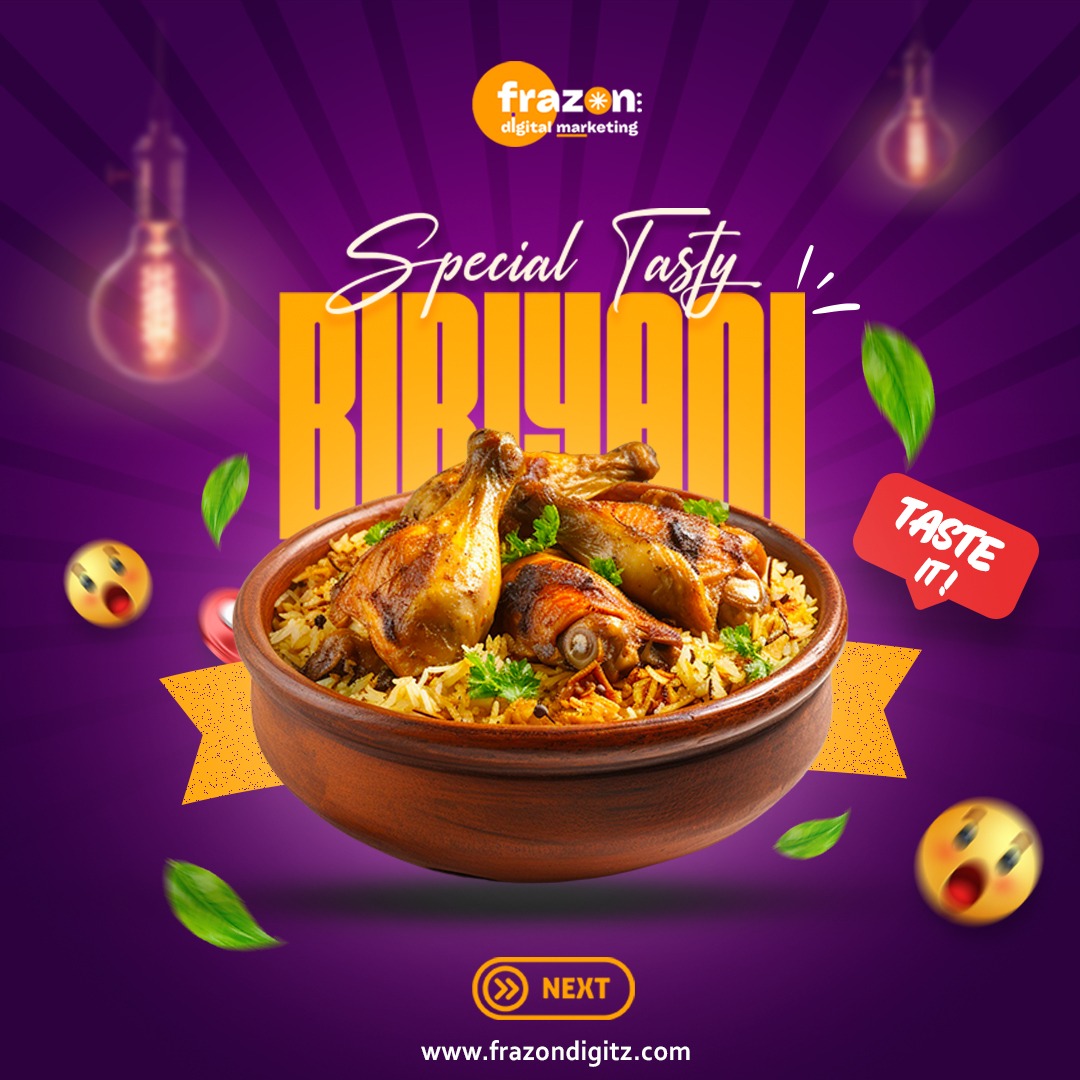 frazon:
digital marketing
Special Tasty
BIRIYANI
TASTE
IT!
NEXT
www.frazondigitz.com